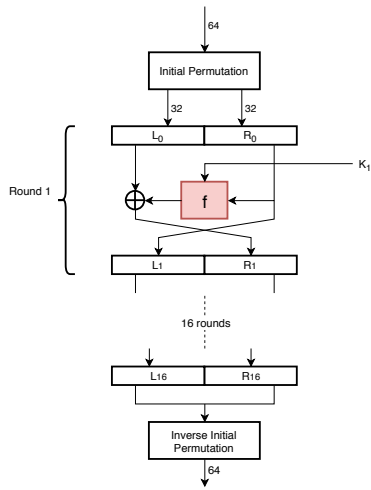 64
Initial Permutation
32 32
L0 R0
Round 1
K1
f
L1 R1
16 rounds
L16 R16
Inverse Initial
Permutation
64